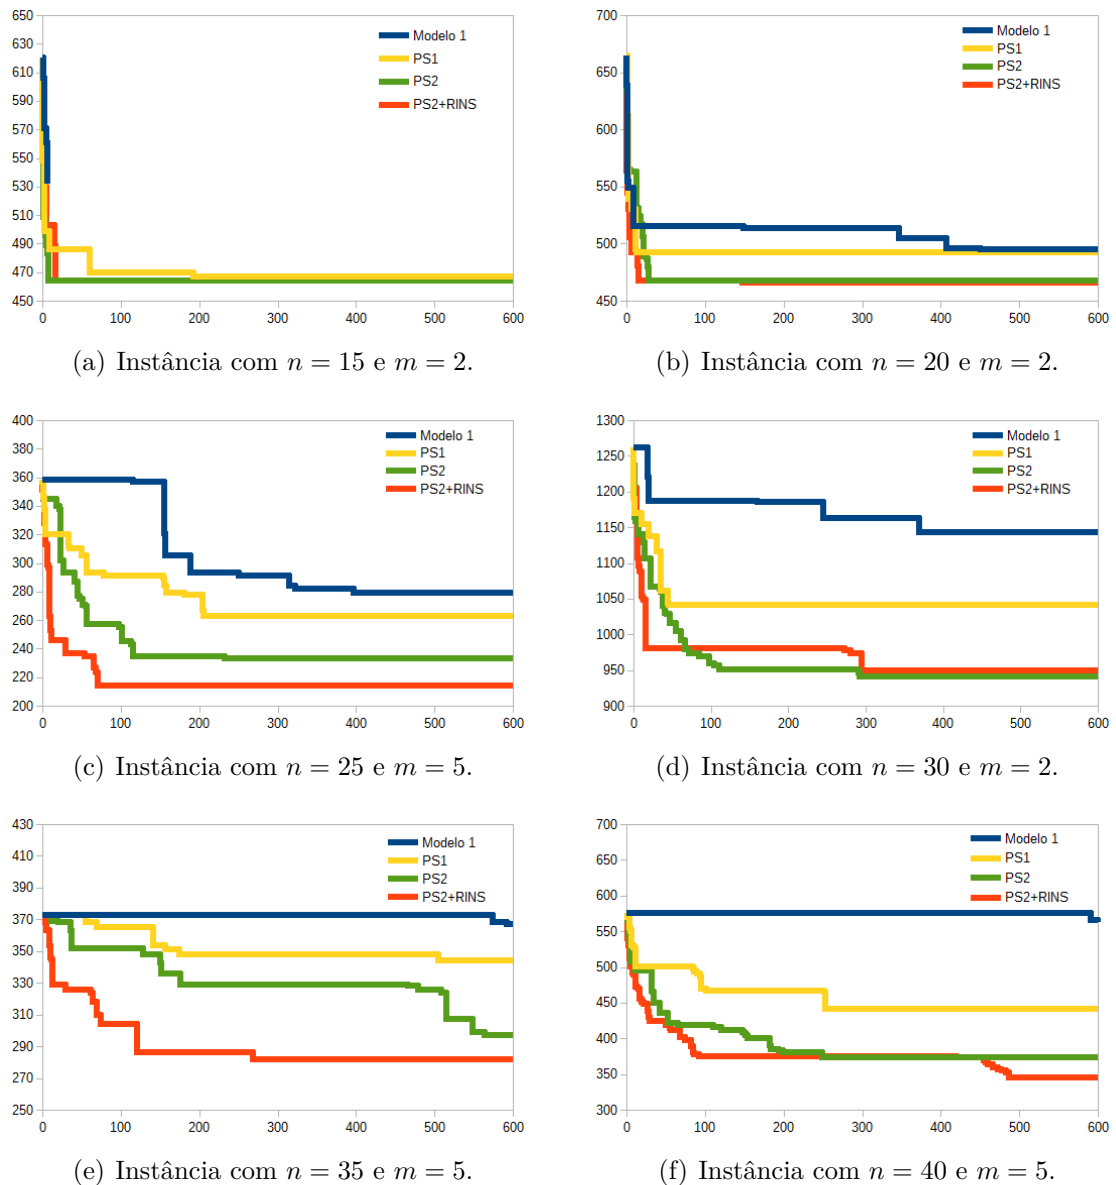 650
630
610
590
570
550
530
510
490
470
450
0 100 200 300 400 500 600
Modelo 1
PS1
PS2
PS2+RINS
(a) Instância com n = 15 e m = 2.
700
650
600
550
500
450
0 100 200 300 400 500 600
Modelo 1
PS1
PS2
PS2+RINS
(b) Instância com n = 20 e m = 2.
400
380
360
340
320
300
280
260
240
220
200
0 100 200 300 400 500 600
Modelo 1
PS1
PS2
PS2+RINS
(c) Instância com n = 25 e m = 5.
1300
1250
1200
1150
1100
1050
1000
950
900
0 100 200 300 400 500 600
Modelo 1
PS1
PS2
PS2+RINS
(d) Instância com n = 30 e m = 2.
430
410
390
370
350
330
310
290
270
250
0 100 200 300 400 500 600
Modelo 1
PS1
PS2
PS2+RINS
(e) Instância com n = 35 e m = 5.
700
650
600
550
500
450
400
350
300
0 100 200 300 400 500 600
Modelo 1
PS1
PS2
PS2+RINS
(f) Instância com n = 40 e m = 5.